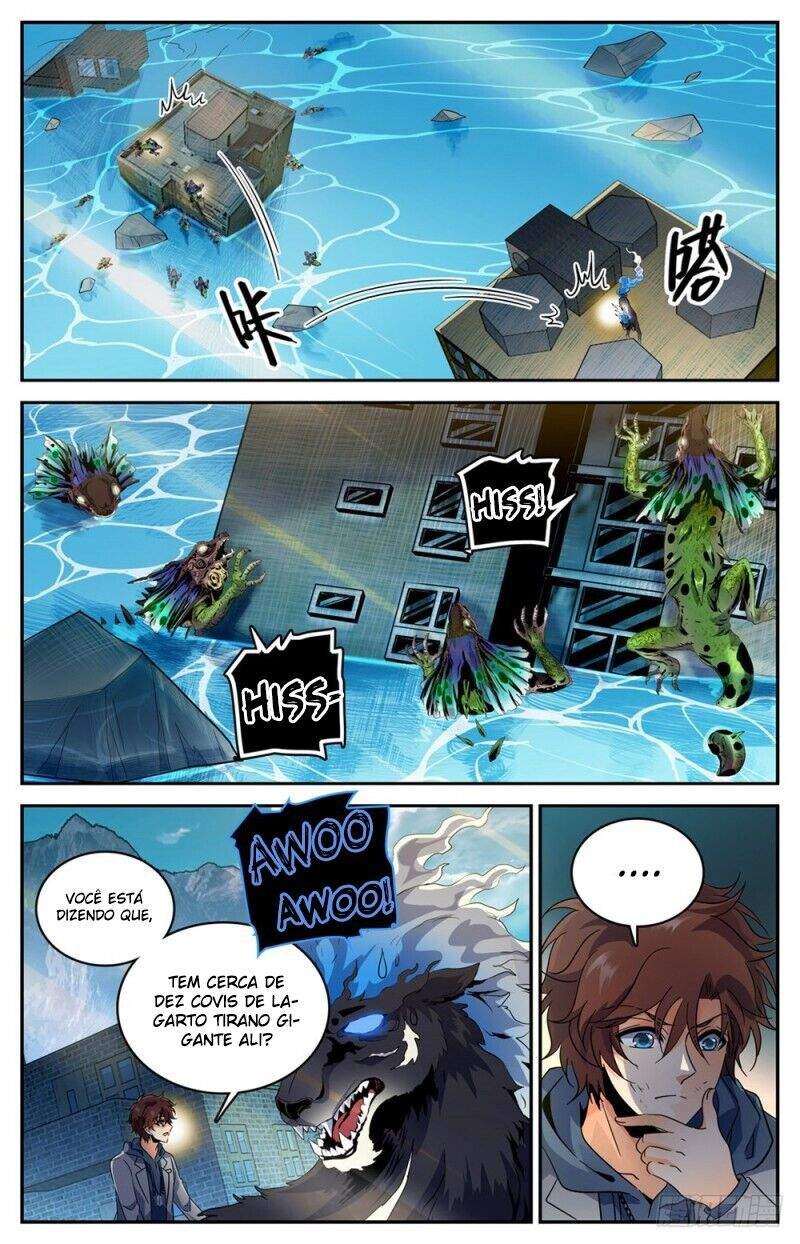 咔
嗒
HISS!
HISS-
AWOO
AWOO!
VOCÊ ESTÁ
DIZENDO QUE,
TEM CERCA DE
DEZ COVIS DE LA-
GARTO TIRANO GI-
GANTE ALI?
....